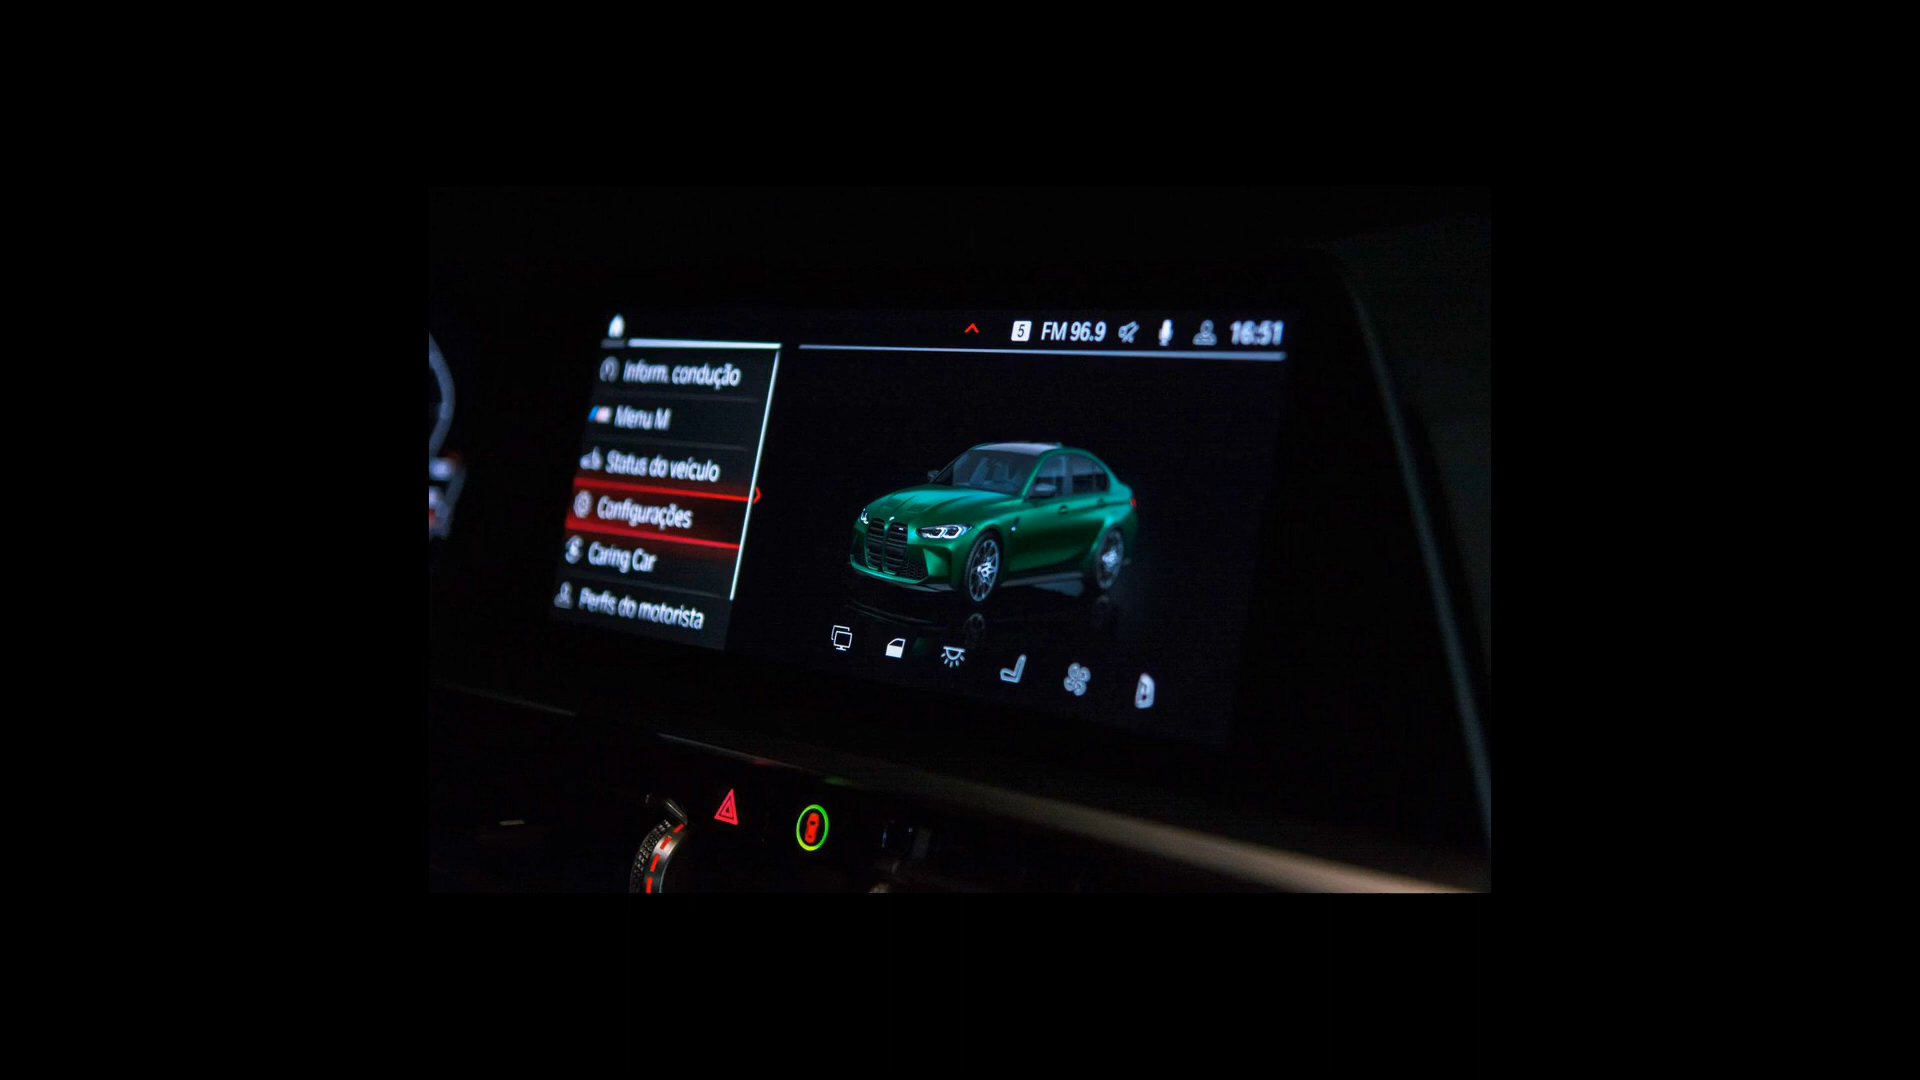 5 FM 96.9 16:51
Inform. condução
Menu M
Status do veículo
Configurações
Caring Car
Perfis do motorista